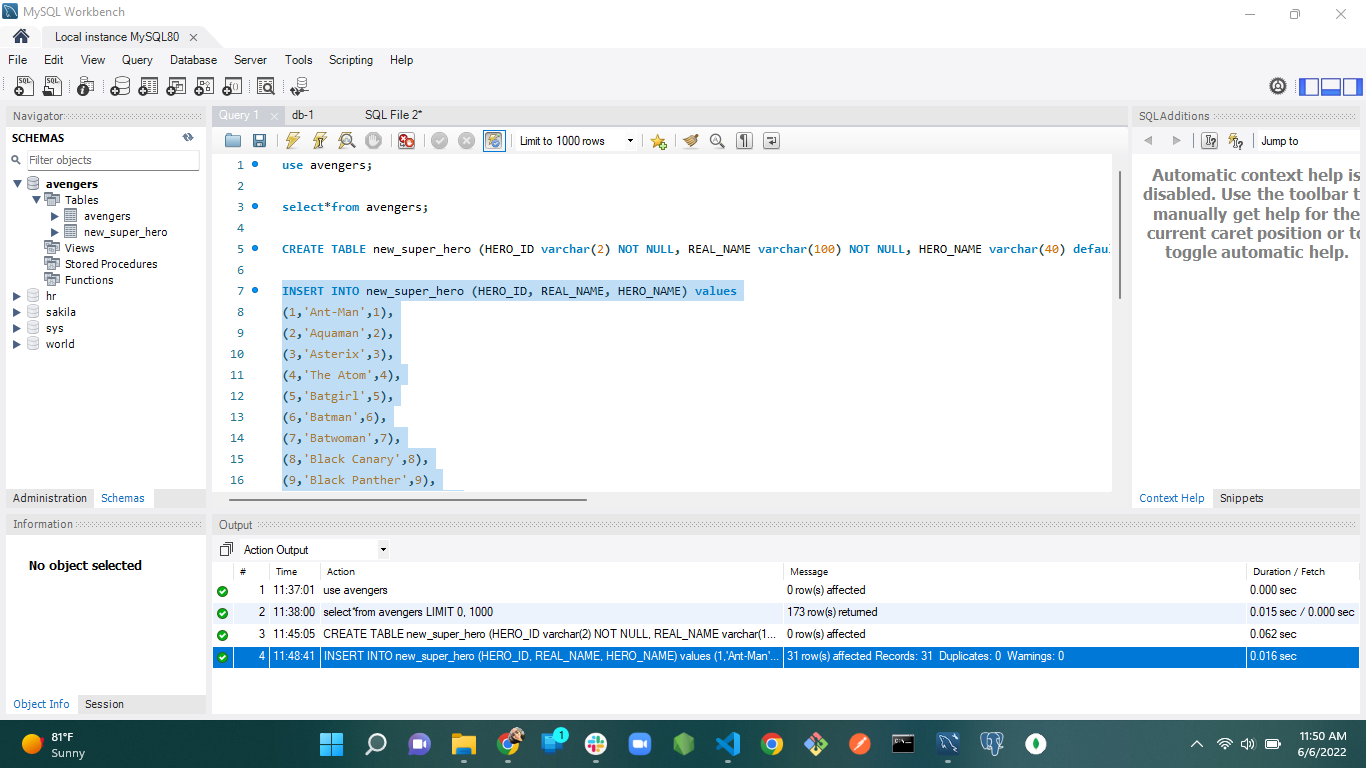 MySQL Workbench
Local instance MySQL80
File Edit View Query Database Server Tools Scripting Help
Navigator
SCHEMAS
Filter objects
avengers
Tables
avengers
new_super_hero
Views
Stored Procedures
Functions
hr
sakila
sys
world
Administration Schemas
Information
No object selected
Object Info Session
Query 1 db-1 SQL File 2*
Limit to 1000 rows
1 use avengers;
2
3 select*from avengers;
4
5 CREATE TABLE new_super_hero (HERO_ID varchar(2) NOT NULL, REAL_NAME varchar(100) NOT NULL, HERO_NAME varchar(40) defau
6
7 INSERT INTO new_super_hero (HERO_ID, REAL_NAME, HERO_NAME) values
8 (1,'Ant-Man',1),
9 (2,'Aquaman',2),
10 (3,'Asterix',3),
11 (4,'The Atom',4),
12 (5,'Batgirl',5),
13 (6,'Batman',6),
14 (7,'Batwoman',7),
15 (8,'Black Canary',8),
16 (9,'Black Panther',9),
SQLAdditions
Jump to
Automatic context help is
disabled. Use the toolbar t
manually get help for the
current caret position or to
toggle automatic help.
Context Help Snippets
Output
Action Output
# Time Action Message Duration / Fetch
1 11:37:01 use avengers 0 row(s) affected 0.000 sec
2 11:38:00 select*from avengers LIMIT 0, 1000 173 row(s) returned 0.015 sec / 0.000 sec
3 11:45:05 CREATE TABLE new_super_hero (HERO_ID varchar(2) NOT NULL, REAL_NAME varchar(1... 0 row(s) affected 0.062 sec
4 11:48:41 INSERT INTO new_super_hero (HERO_ID, REAL_NAME, HERO_NAME) values (1,'Ant-Man'... 31 row(s) affected Records: 31 Duplicates: 0 Warnings: 0 0.016 sec
81°F
Sunny
1
11:50 AM
6/6/2022